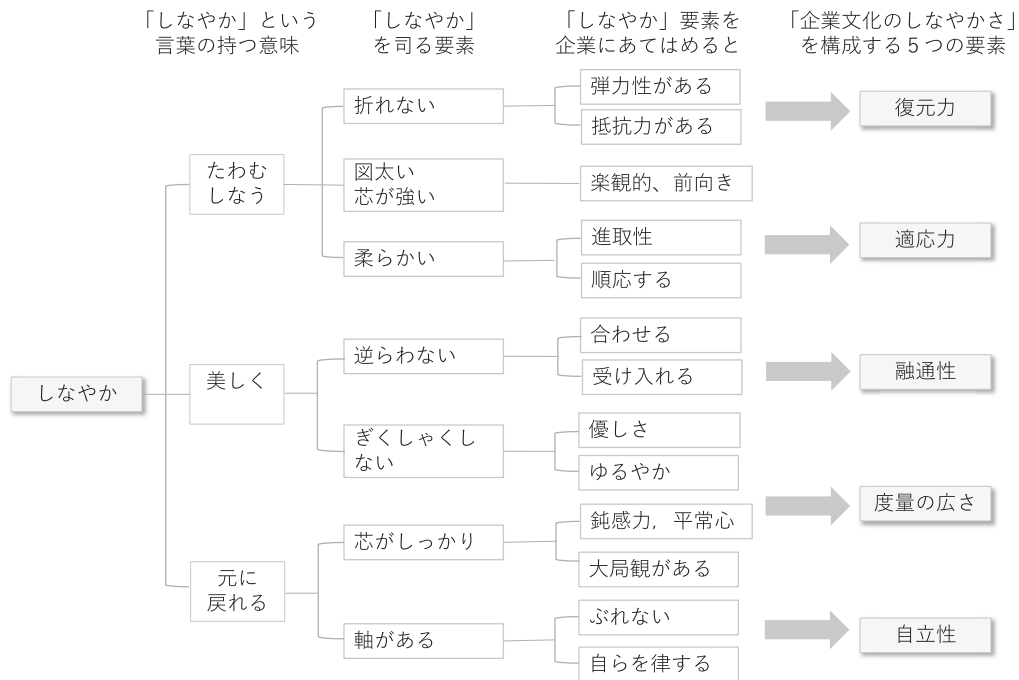 「しなやか」という
言葉の持つ意味
「しなやか」
を司る要素
「しなやか」要素を
企業にあてはめると
「企業文化のしなやかさ」
を構成する5つの要素
しなやか
たわむ
しなう
美しく
元に
戻れる
折れない
図太い
芯が強い
柔らかい
逆らわない
ぎくしゃくし
ない
芯がしっかり
軸がある
弾力性がある
抵抗力がある
楽観的、前向き
進取性
順応する
合わせる
受け入れる
優しさ
ゆるやか
鈍感力，平常心
大局観がある
ぶれない
自らを律する
復元力
適応力
融通性
度量の広さ
自立性